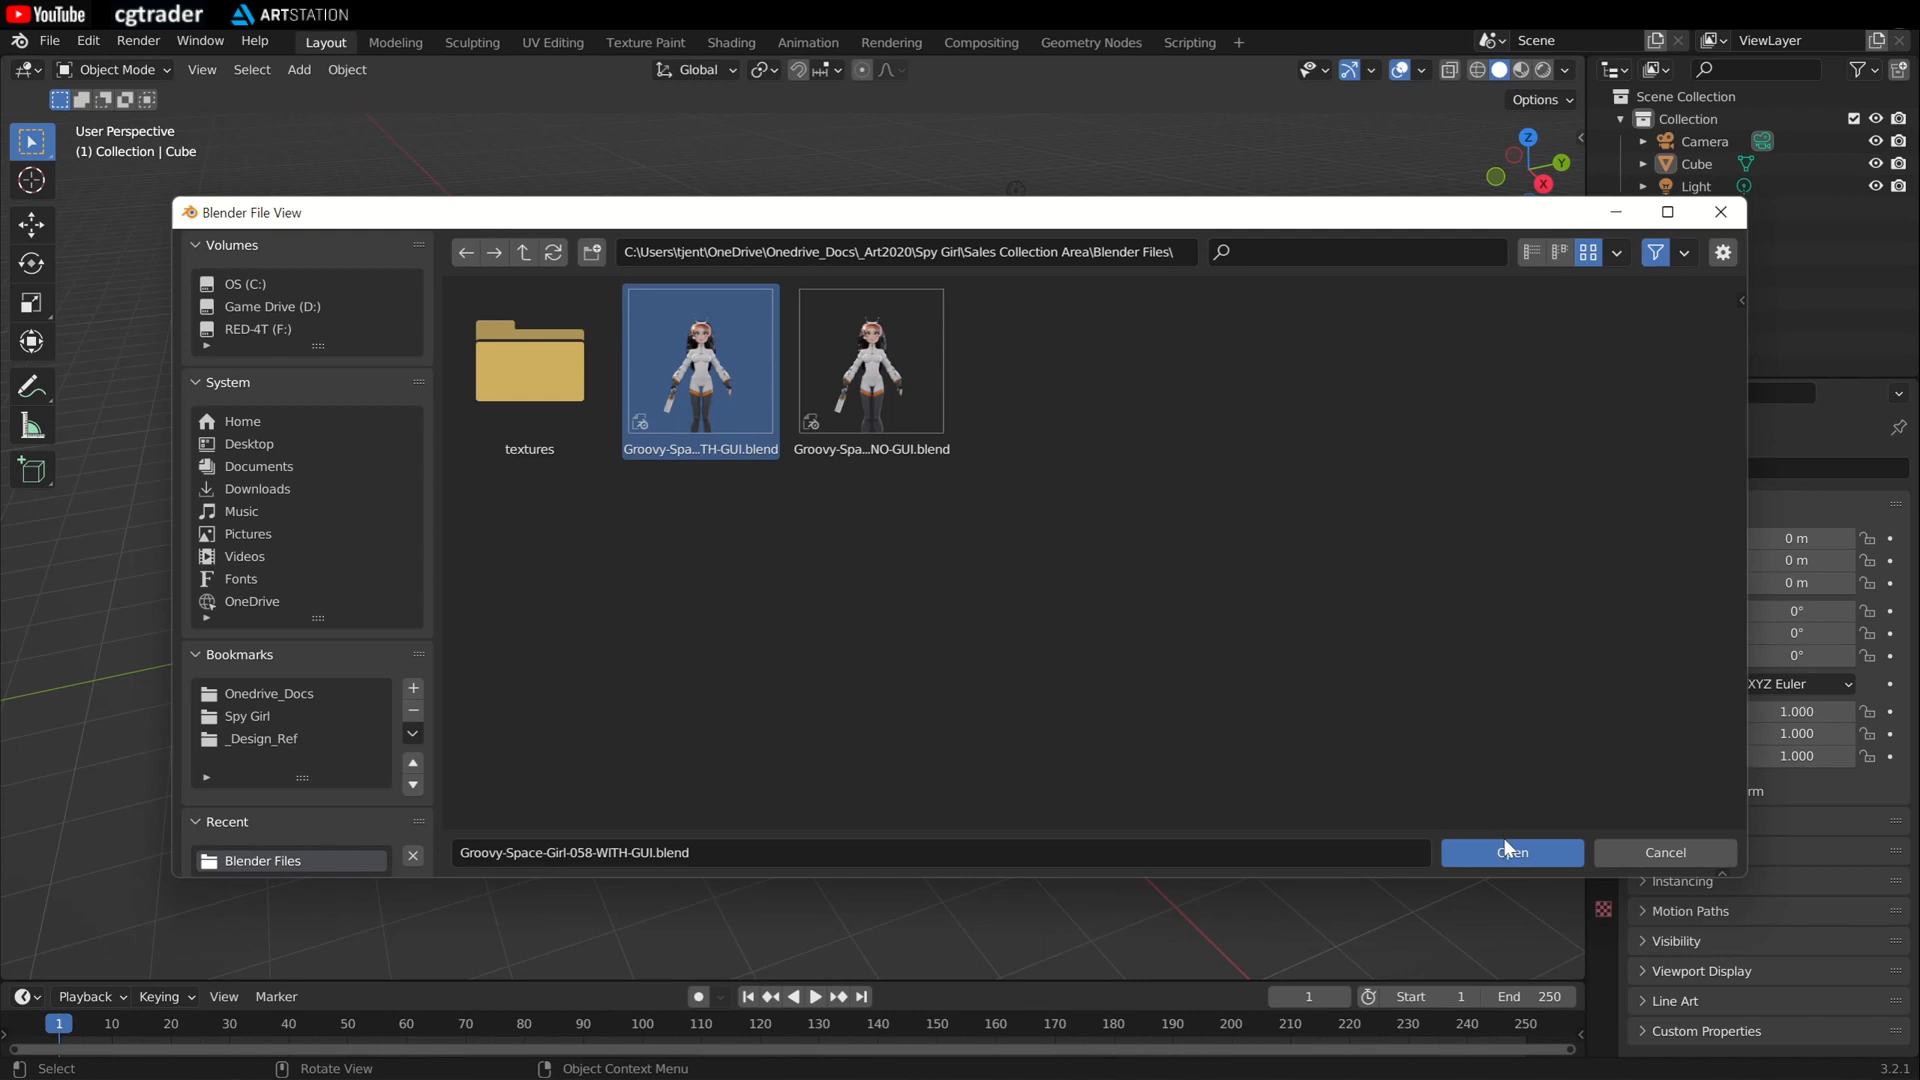 YouTube cgtrader ARTSTATION
File Edit Render Window Help Layout Modeling Sculpting UV Editing Texture Paint Shading Animation Rendering Compositing Geometry Nodes Scripting + Scene ViewLayer
Object Mode View Select Add Object Global
Options
User Perspective
(1) Collection | Cube
Z
Y
X
Scene Collection
Collection
Camera
Cube
Light
Blender File View
Volumes
OS (C:)
Game Drive (D:)
RED-4T (F:)
System
Home
Desktop
Documents
Downloads
Music
Pictures
Videos
Fonts
OneDrive
Bookmarks
Onedrive_Docs
Spy Girl
_Design_Ref
Recent
Blender Files
C:\Users\tjent\OneDrive\Onedrive_Docs\_Art2020\Spy Girl\Sales Collection Area\Blender Files\
textures
Groovy-Spa...TH-GUI.blend
Groovy-Spa...NO-GUI.blend
Groovy-Space-Girl-058-WITH-GUI.blend
Open
Cancel
0 m
0 m
0 m
0°
0°
0°
XYZ Euler
1.000
1.000
1.000
rm
Instancing
Motion Paths
Visibility
Viewport Display
Line Art
Custom Properties
Playback Keying View Marker 1 Start 1 End 250
1 10 20 30 40 50 60 70 80 90 100 110 120 130 140 150 160 170 180 190 200 210 220 230 240 250
Select Rotate View Object Context Menu 3.2.1